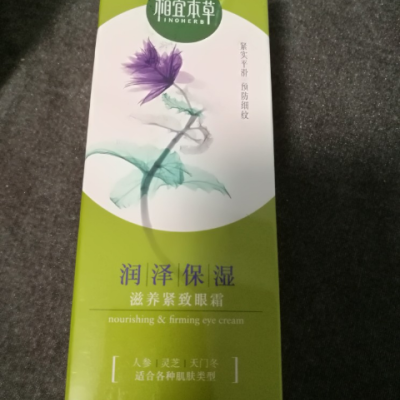 相宜本草
INOHERB
紧实平滑 预防细纹
润泽保湿
滋养紧致眼霜
nourishing & firming eye cream
人参|灵芝|天门冬
适合各种肌肤类型